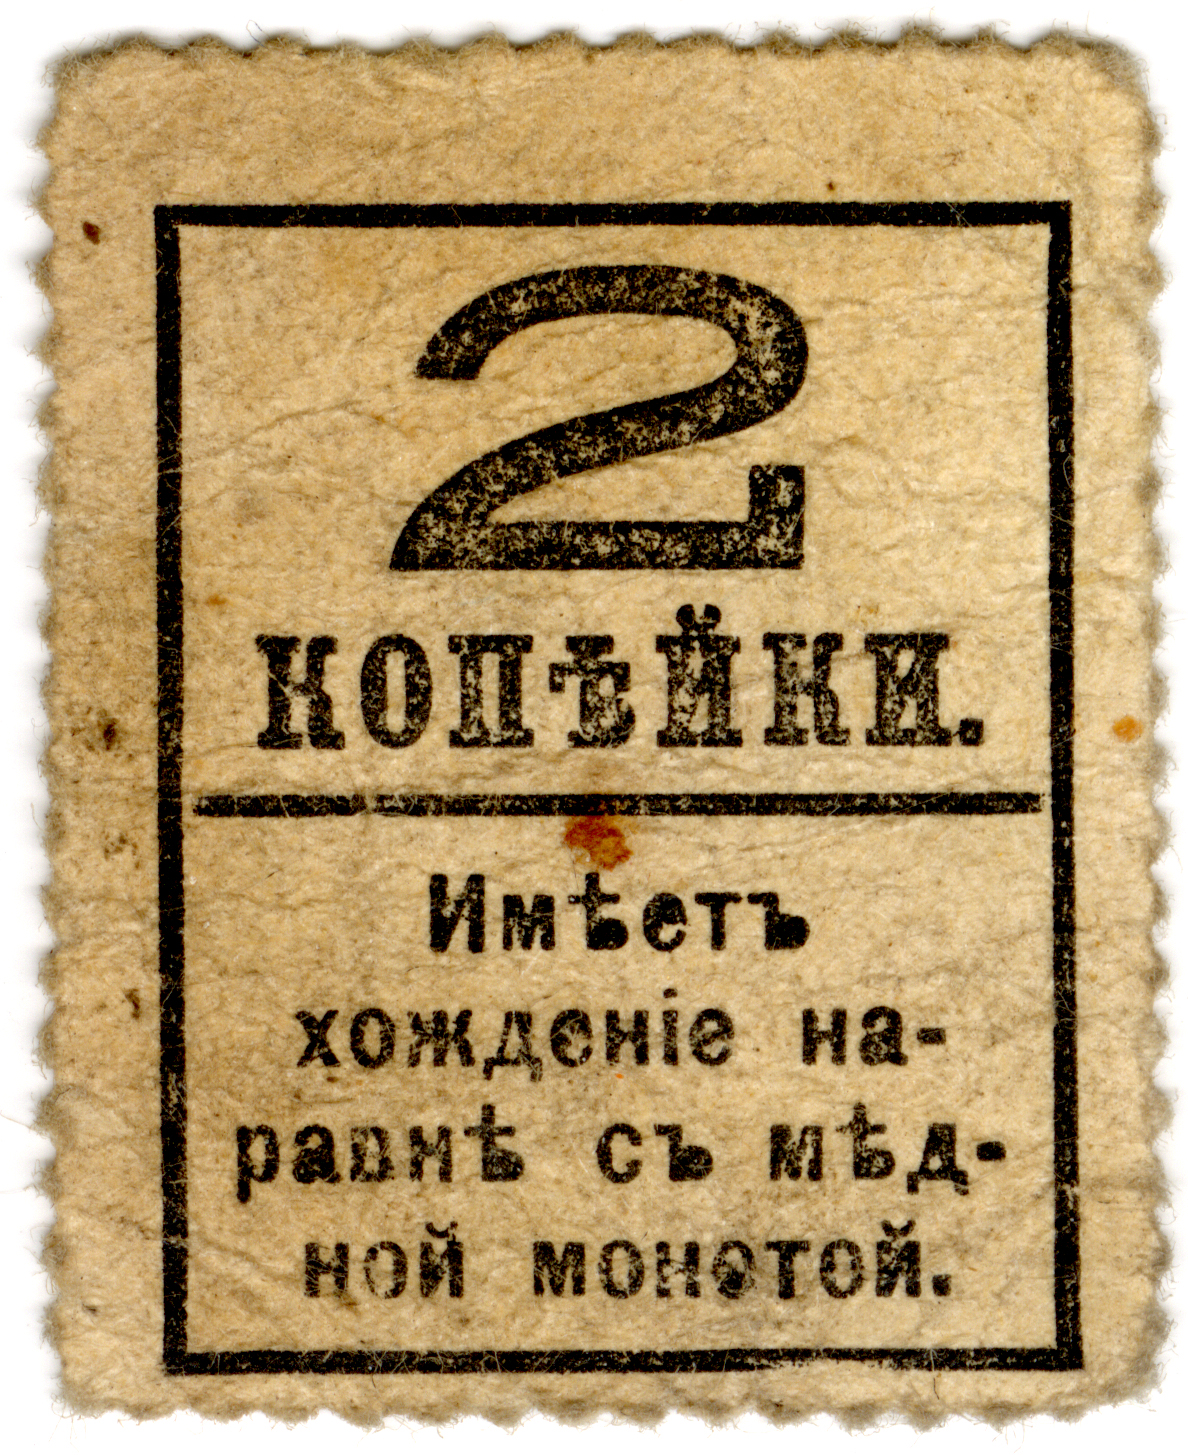 2
КОПѢЙКИ.
Имѣетъ
хожденіе на-
равнѣ съ мѣд-
ной монетой.